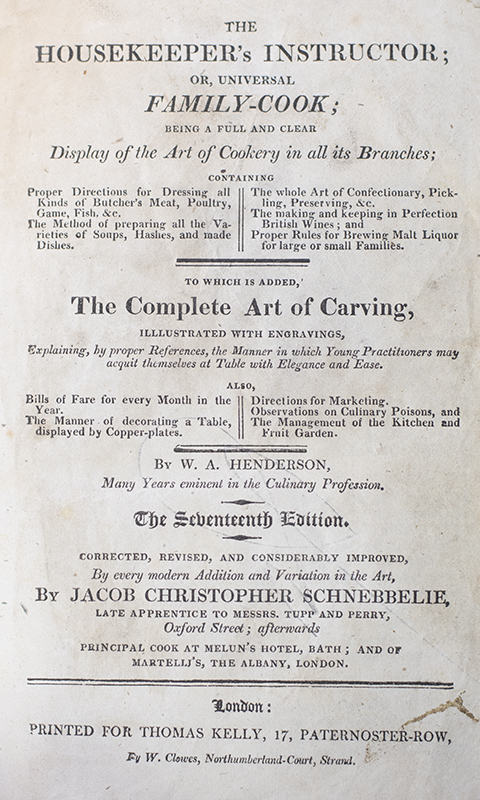 THE
HOUSEKEEPER's INSTRUCTOR;
OR, UNIVERSAL
FAMILY-COOK;
BEING A FULL AND CLEAR
Display of the Art of Cookery in all its Branches;
CONTAINING
Proper Directions for Dressing all
Kinds of Butcher's Meat, Poultry,
Game, Fish, &c.
The Method of preparing all the Va-
rieties of Soups, Hashes, and made
Dishes.
The whole Art of Confectionary, Pick-
ling, Preserving, &c.
The making and keeping in Perfection
British Wines; and
Proper Rules for Brewing Malt Liquor
for large or small Families.
TO WHICH IS ADDED,
The Complete Art of Carving,
ILLLUSTRATED WITH ENGRAVINGS,
Explaining, by proper References, the Manner in which Young Practitioners may
acquit themselves at Table with Elegance and Ease.
ALSO,
Bills of Fare for every Month in the
Year.
The Manner of decorating a Table,
displayed by Copper-plates.
Directions for Marketing.
Observations on Culinary Poisons, and
The Management of the Kitchen and
Fruit Garden.
By W. A. HENDERSON,
Many Years eminent in the Culinary Profession.
The Seventeenth Edition.
CORRECTED, REVISED, AND CONSIDERABLY IMPROVED,
By every modern Addition and Variation in the Art,
By JACOB CHRISTOPHER SCHNEBBELIE,
LATE APPRENTICE TO MESSRS. TUPP AND PERRY,
Oxford Street; afterwards
PRINCIPAL COOK AT MELUN'S HOTEL, BATH; AND OF
MARTELLJ'S, THE ALBANY, LONDON.
London:
PRINTED FOR THOMAS KELLY, 17, PATERNOSTER-ROW,
By W. Clowes, Northumberland-Court, Strand.